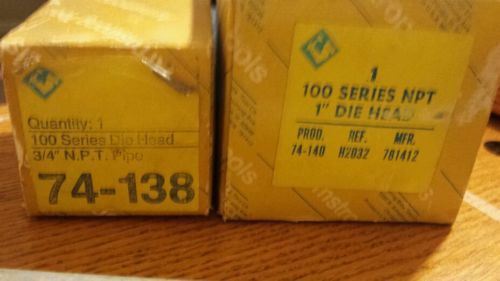 Quantity: 1
100 Series Die Head
3/4" N.P.T. Pipe
74-138
1
100 SERIES NPT
1" DIE HEAD
PROD. REF. MFR.
74-140 H2032 781412